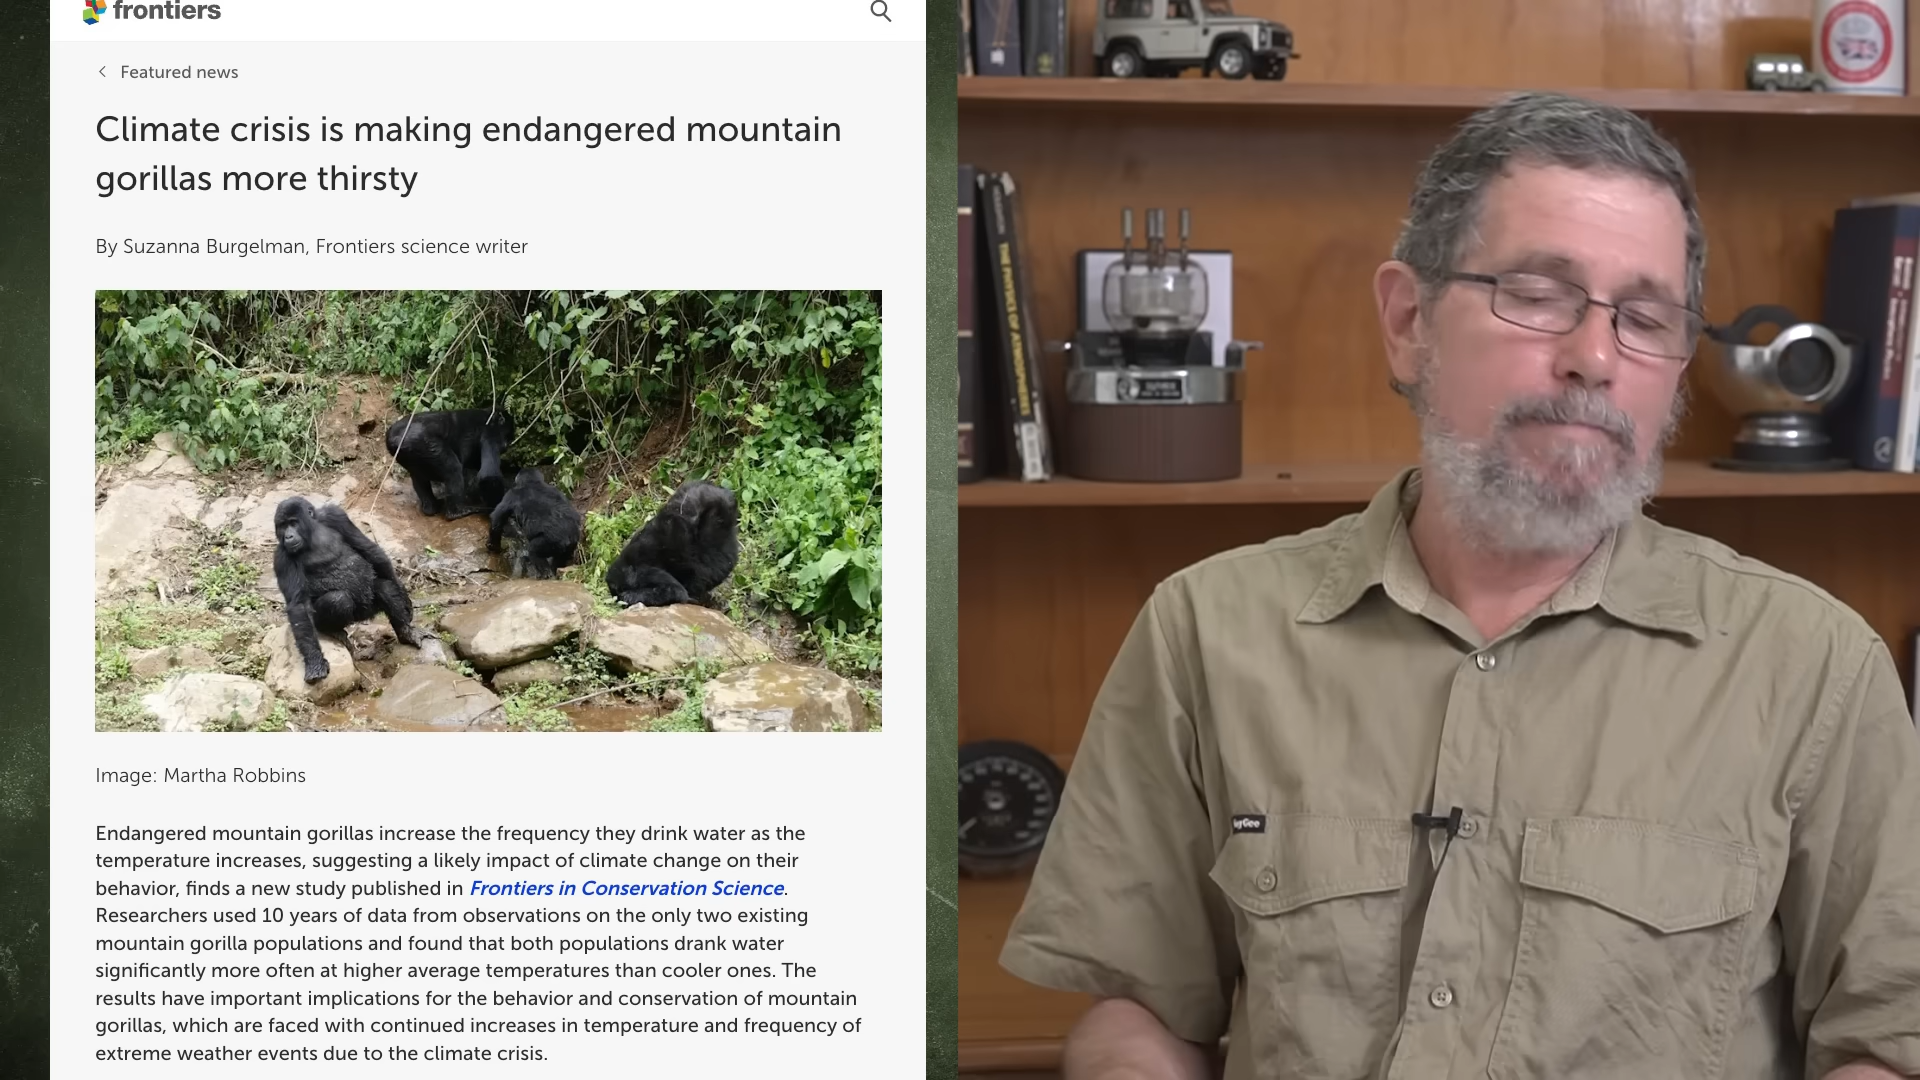 frontiers
Featured news
Climate crisis is making endangered mountain
gorillas more thirsty
By Suzanna Burgelman, Frontiers science writer
Image: Martha Robbins
Endangered mountain gorillas increase the frequency they drink water as the
temperature increases, suggesting a likely impact of climate change on their
behavior, finds a new study published in Frontiers in Conservation Science.
Researchers used 10 years of data from observations on the only two existing
mountain gorilla populations and found that both populations drank water
significantly more often at higher average temperatures than cooler ones. The
results have important implications for the behavior and conservation of mountain
gorillas, which are faced with continued increases in temperature and frequency of
extreme weather events due to the climate crisis.
THE PHYSICS OF ATMOSPHERES